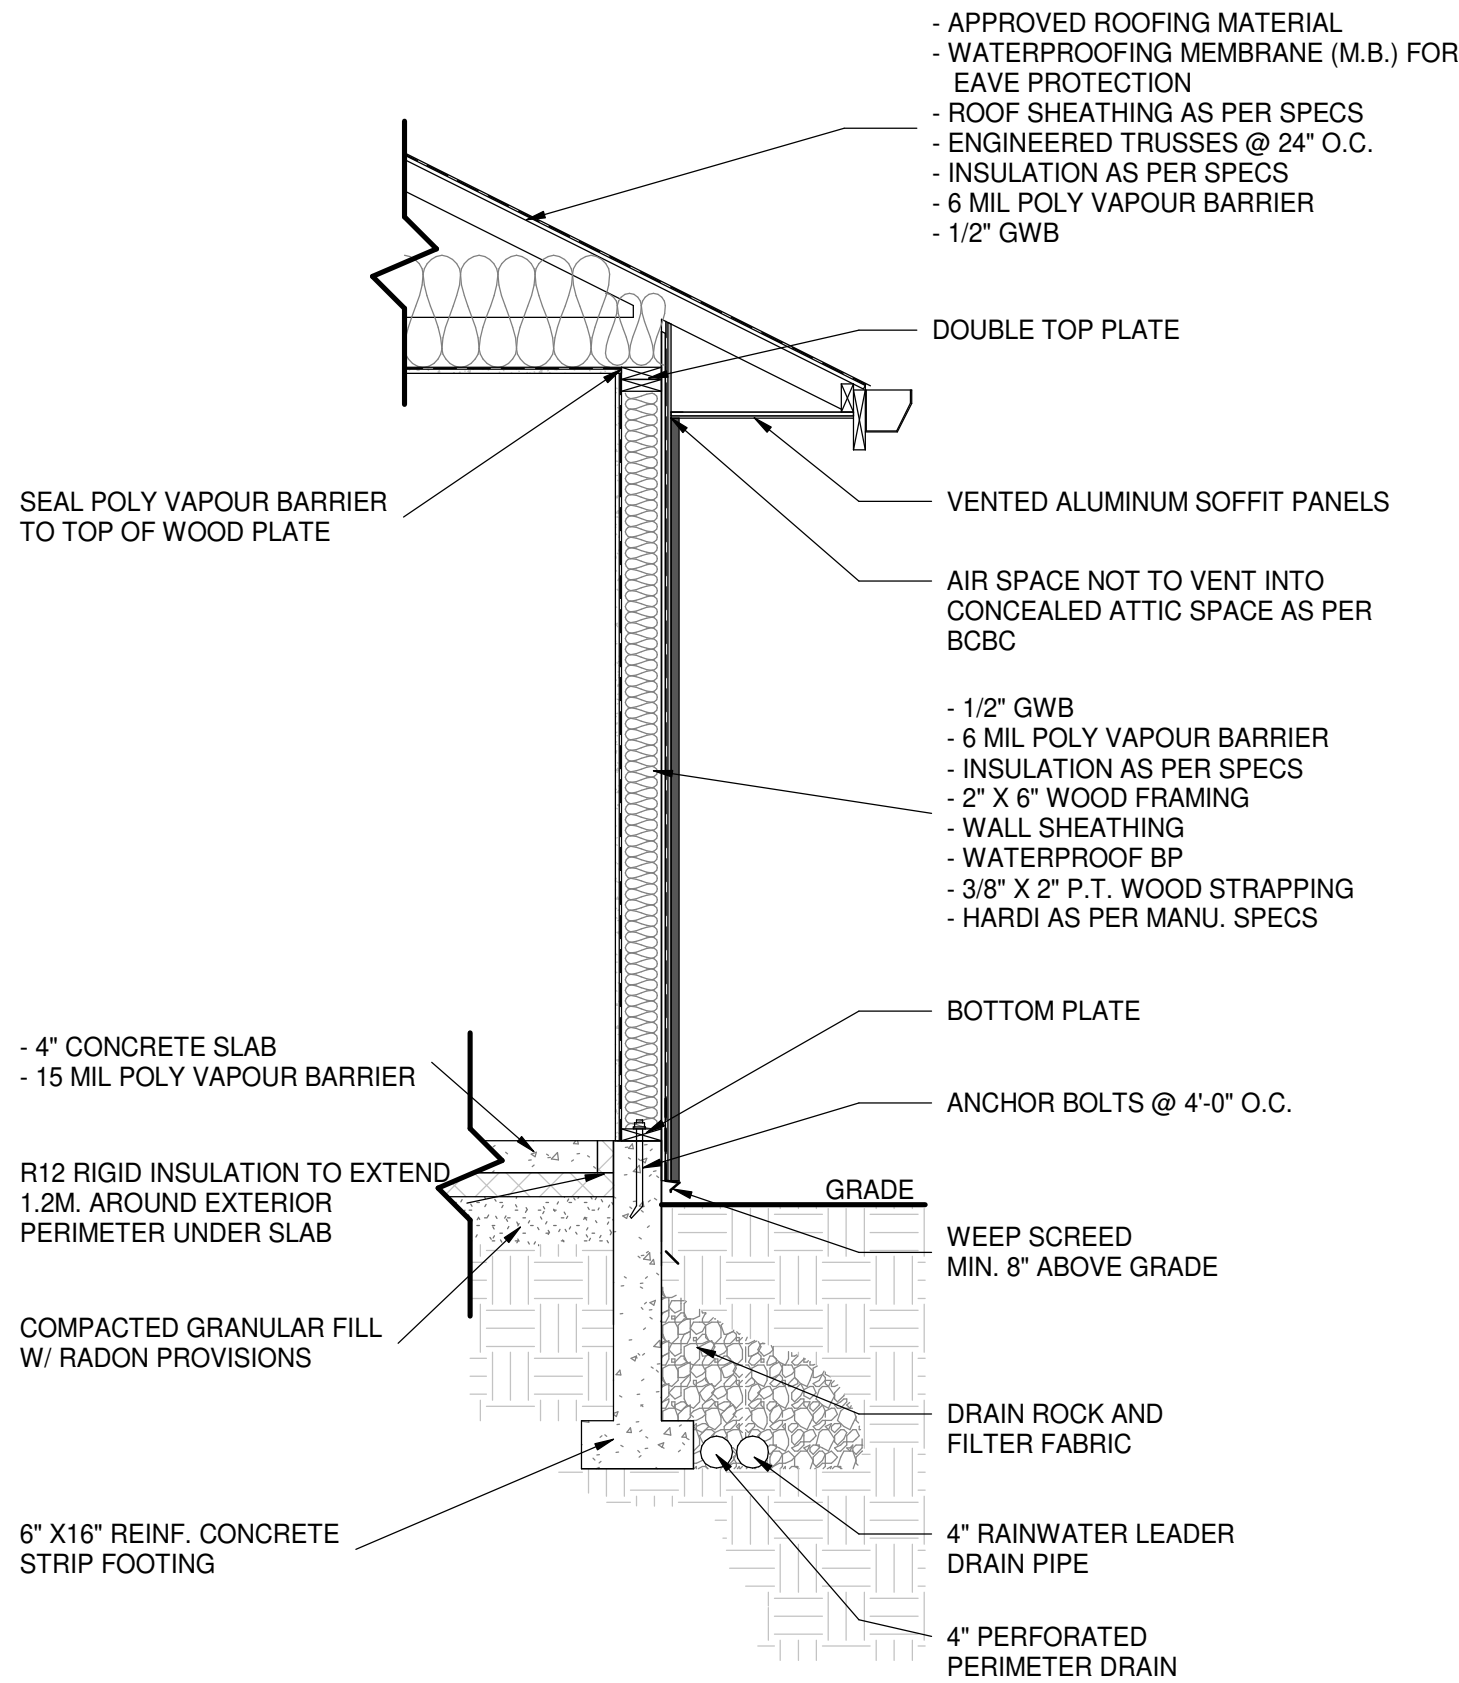 - APPROVED ROOFING MATERIAL
- WATERPROOFING MEMBRANE (M.B.) FOR
EAVE PROTECTION
- ROOF SHEATHING AS PER SPECS
- ENGINEERED TRUSSES @ 24" O.C.
- INSULATION AS PER SPECS
- 6 MIL POLY VAPOUR BARRIER
- 1/2" GWB
DOUBLE TOP PLATE
SEAL POLY VAPOUR BARRIER
TO TOP OF WOOD PLATE
VENTED ALUMINUM SOFFIT PANELS
AIR SPACE NOT TO VENT INTO
CONCEALED ATTIC SPACE AS PER
BCBC
- 1/2" GWB
- 6 MIL POLY VAPOUR BARRIER
- INSULATION AS PER SPECS
- 2" X 6" WOOD FRAMING
- WALL SHEATHING
- WATERPROOF BP
- 3/8" X 2" P.T. WOOD STRAPPING
- HARDI AS PER MANU. SPECS
BOTTOM PLATE
- 4" CONCRETE SLAB
- 15 MIL POLY VAPOUR BARRIER
ANCHOR BOLTS @ 4'-0" O.C.
R12 RIGID INSULATION TO EXTEND
1.2M. AROUND EXTERIOR
PERIMETER UNDER SLAB
GRADE
WEEP SCREED
MIN. 8" ABOVE GRADE
COMPACTED GRANULAR FILL
W/ RADON PROVISIONS
DRAIN ROCK AND
FILTER FABRIC
6" X16" REINF. CONCRETE
STRIP FOOTING
4" RAINWATER LEADER
DRAIN PIPE
4" PERFORATED
PERIMETER DRAIN